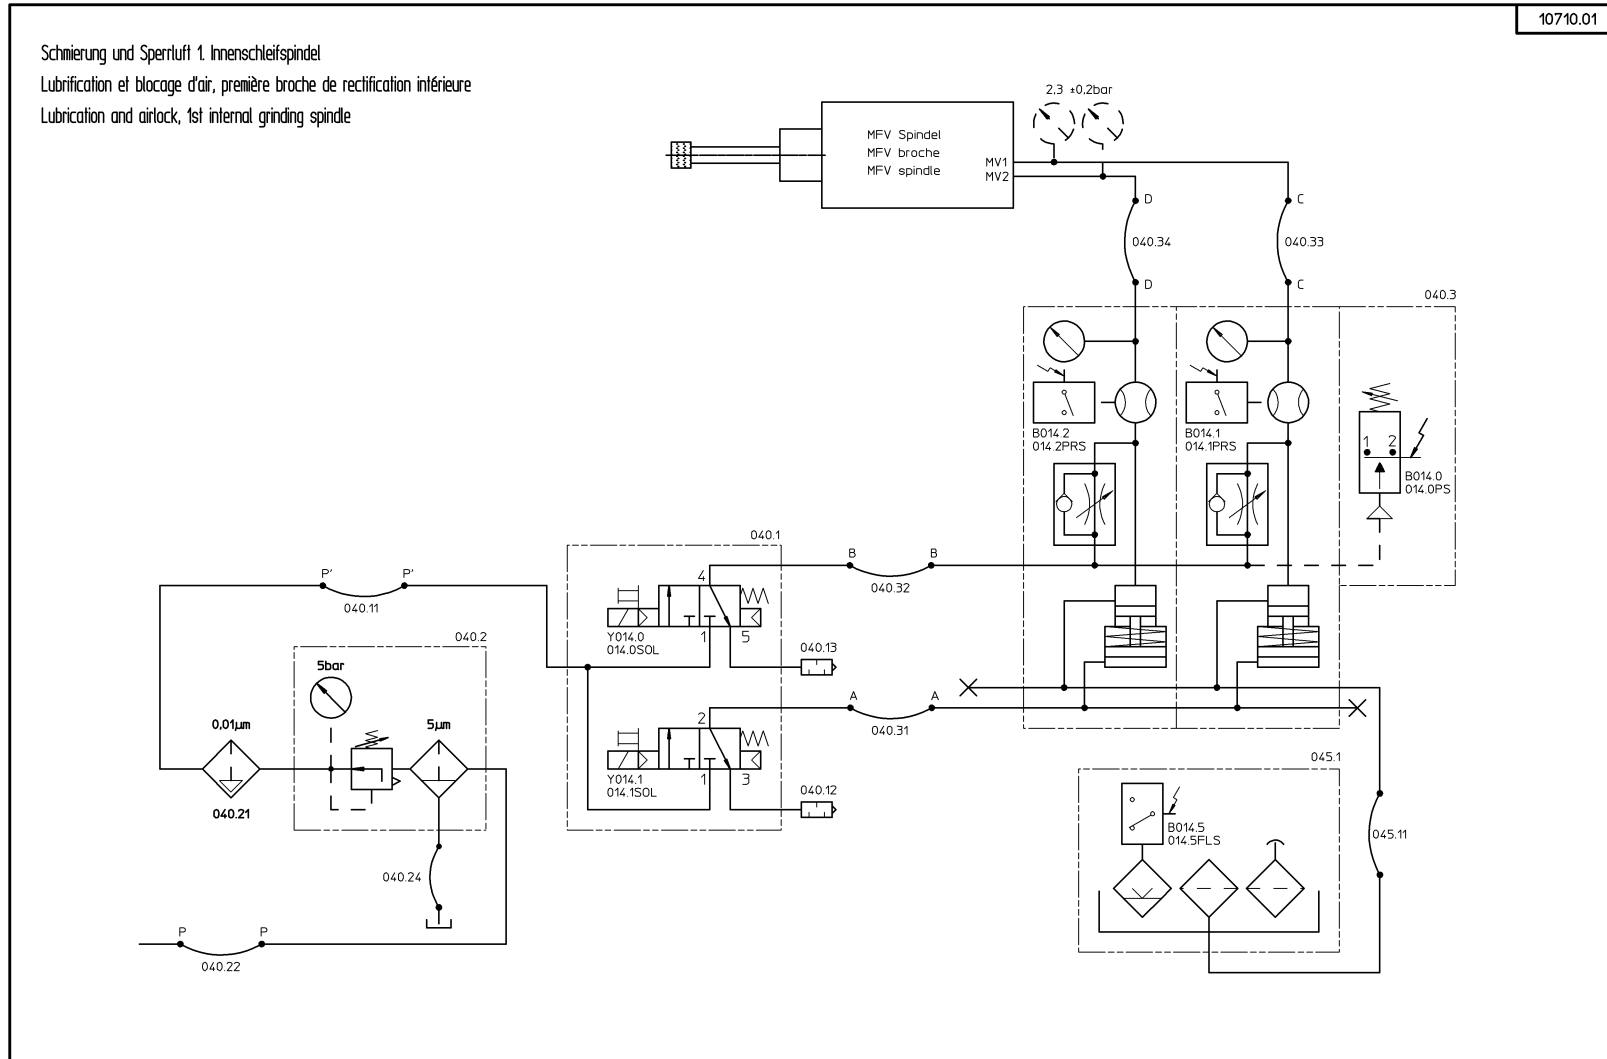 10710.01
Schmierung und Sperrluft 1. Innenschleifspindel
Lubrification et blocage d'air, première broche de rectification intérieure
Lubrication and airlock, 1st internal grinding spindle
2,3 ±0,2bar
MFV Spindel
MFV broche
MFV spindle
MV1
MV2
D
C
040.34
040.33
D
C
040.3
B014.2
014.2PRS
B014.1
014.1PRS
1 2
B014.0
014.0PS
040.1
B
B
040.32
4
1
5
Y014.0
014.0SOL
040.13
P'
P'
040.11
040.2
5bar
0,01µm
5µm
040.21
040.24
P
P
040.22
A
A
040.31
2
1
3
Y014.1
014.1SOL
040.12
045.1
B014.5
014.5FLS
045.11